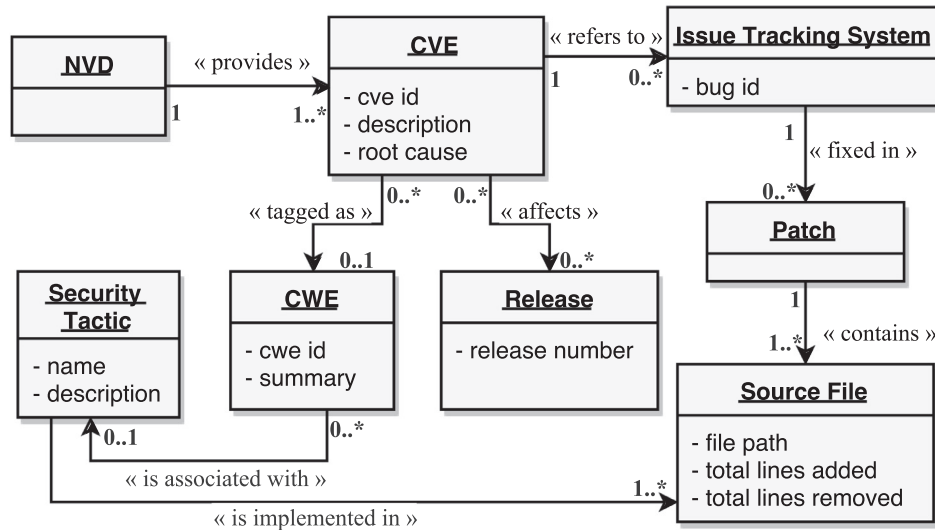 NVD
« provides »
1
1..*
CVE
- cve id
- description
- root cause
« refers to »
1
0..*
Issue Tracking System
- bug id
1
« fixed in »
0..*
Patch
1
« contains »
1..*
0..*
« tagged as »
0..1
0..*
« affects »
0..*
Security
Tactic
- name
- description
CWE
- cwe id
- summary
Release
- release number
Source File
- file path
- total lines added
- total lines removed
0..1
0..*
« is associated with »
1..*
« is implemented in »